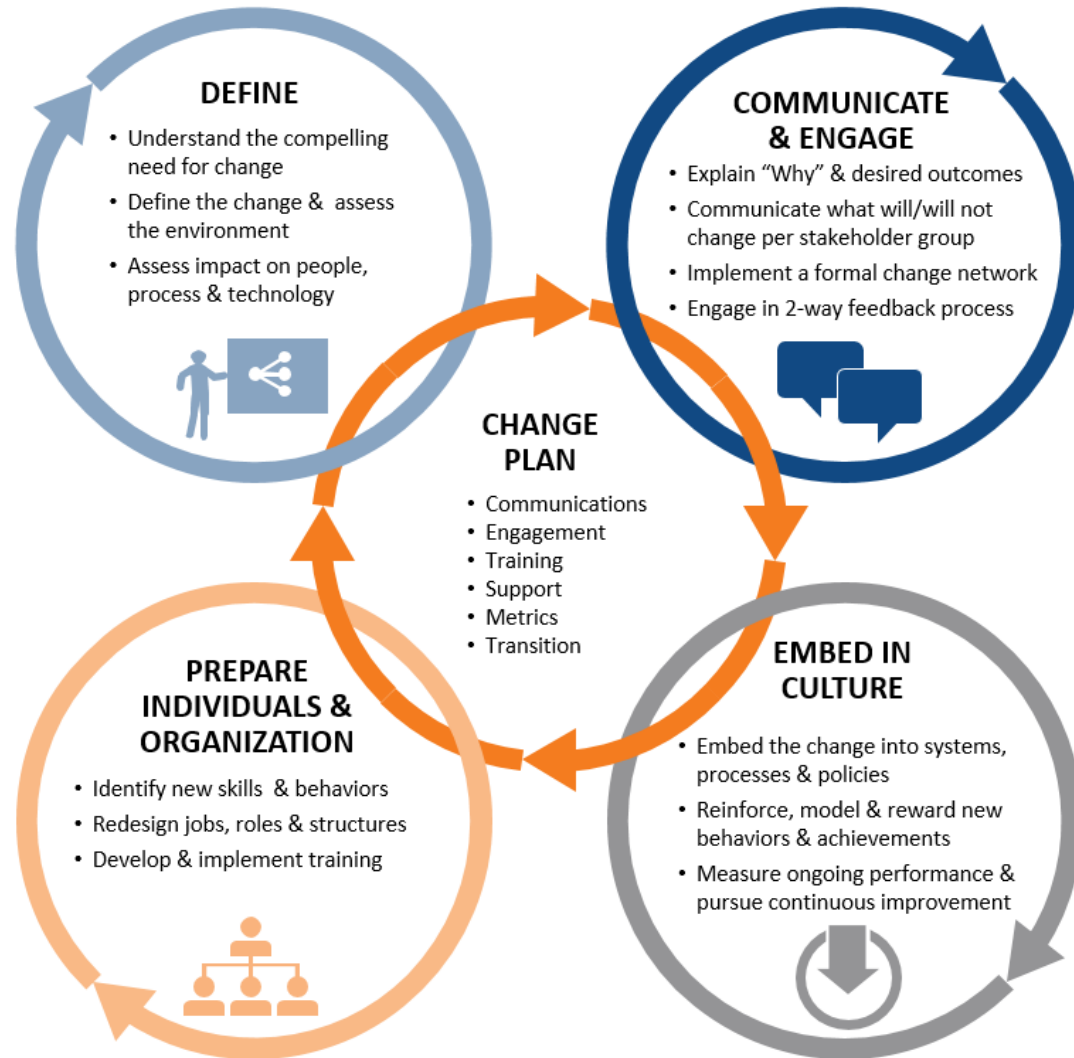 DEFINE
• Understand the compelling
need for change
• Define the change & assess
the environment
• Assess impact on people,
process & technology
COMMUNICATE
& ENGAGE
• Explain “Why” & desired outcomes
• Communicate what will/will not
change per stakeholder group
• Implement a formal change network
• Engage in 2-way feedback process
CHANGE
PLAN
• Communications
• Engagement
• Training
• Support
• Metrics
• Transition
PREPARE
INDIVIDUALS &
ORGANIZATION
• Identify new skills & behaviors
• Redesign jobs, roles & structures
• Develop & implement training
EMBED IN
CULTURE
• Embed the change into systems,
processes & policies
• Reinforce, model & reward new
behaviors & achievements
• Measure ongoing performance &
pursue continuous improvement